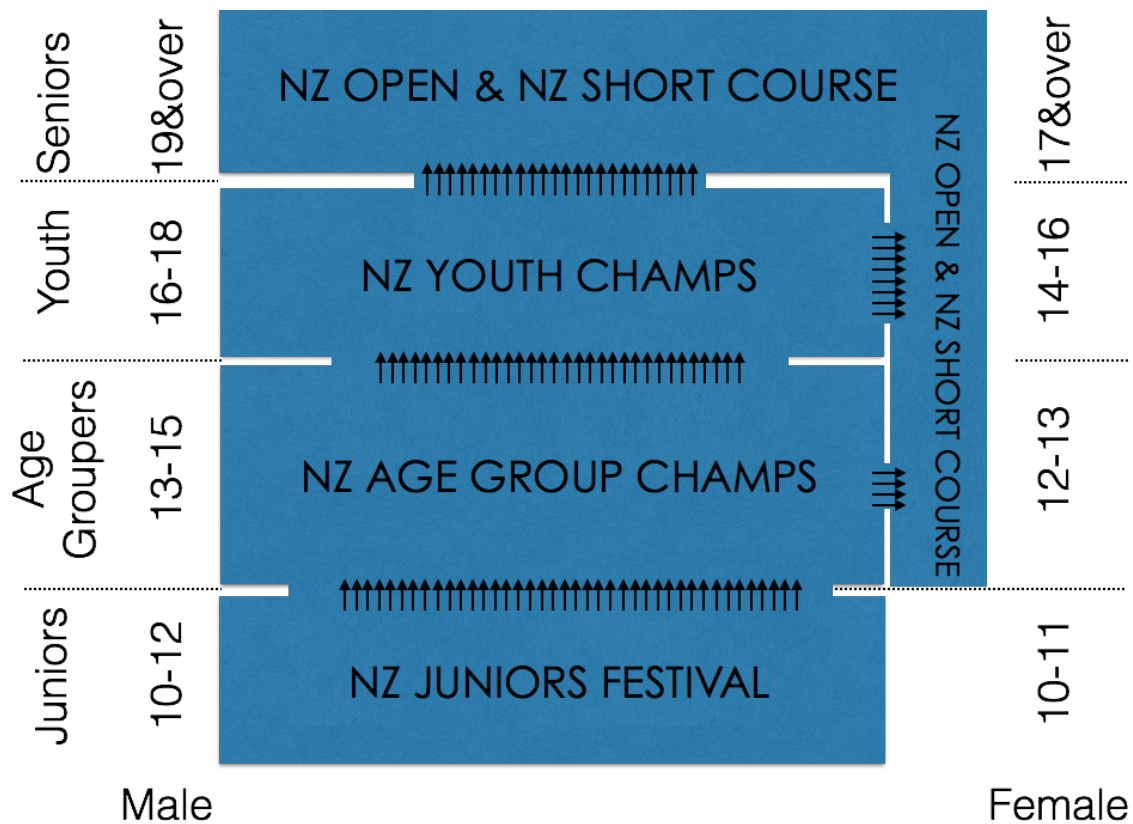 Seniors
19&over
NZ OPEN & NZ SHORT COURSE
17&over
NZ OPEN & NZ SHORT COURSE
Youth
16-18
NZ YOUTH CHAMPS
14-16
Age
Groupers
13-15
NZ AGE GROUP CHAMPS
12-13
Juniors
10-12
NZ JUNIORS FESTIVAL
10-11
Male
Female